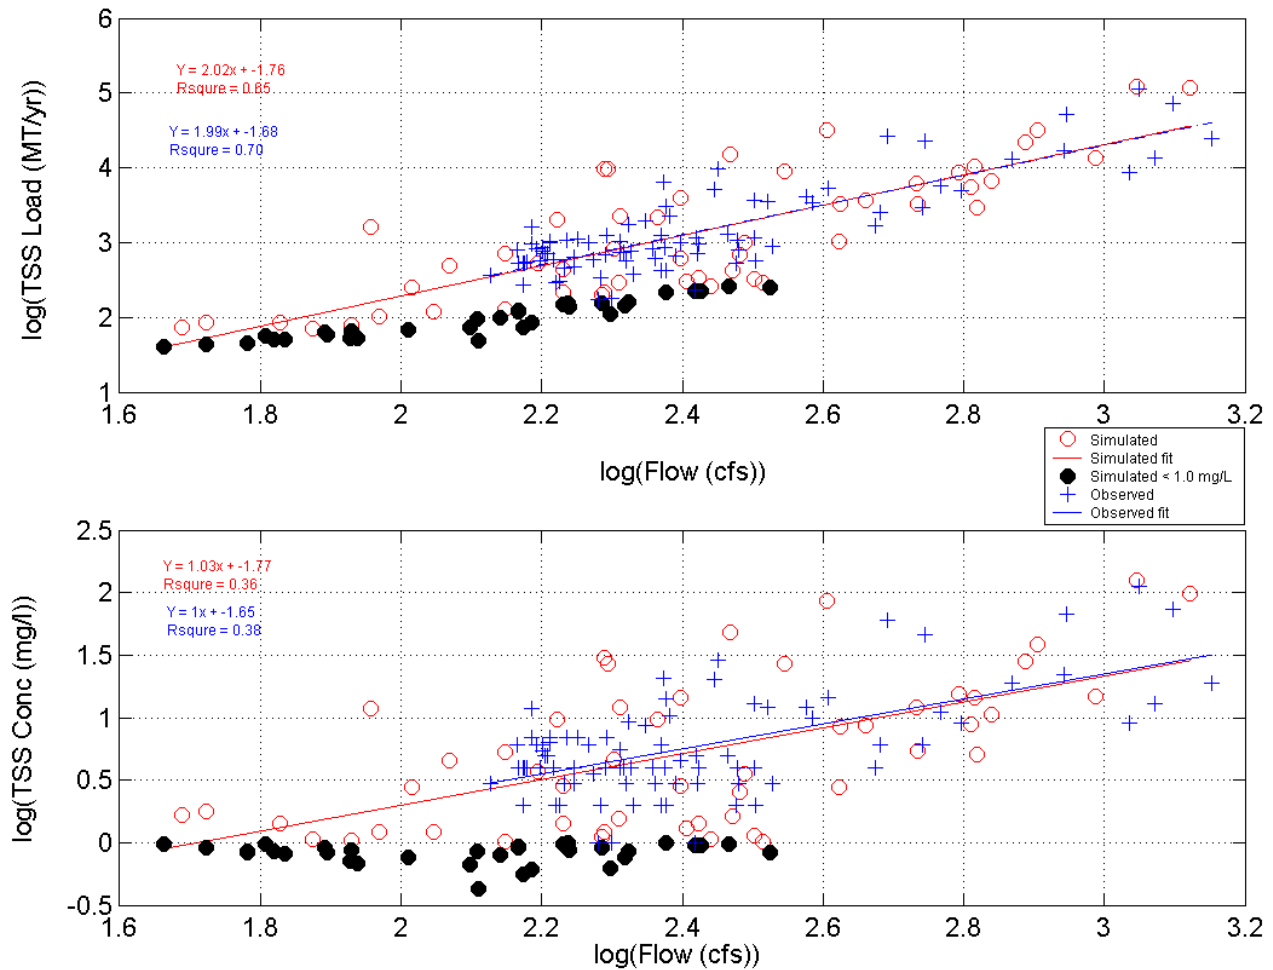 6
5
4
3
2
1
log(TSS Load (MT/yr))
Y = 2.02x + -1.76
Rsqure = 0.65
Y = 1.99x + -1.68
Rsqure = 0.70
1.6 1.8 2 2.2 2.4 2.6 2.8 3 3.2
log(Flow (cfs))
Simulated
Simulated fit
Simulated < 1.0 mg/L
Observed
Observed fit
2.5
2
1.5
1
0.5
0
-0.5
log(TSS Conc (mg/l))
Y = 1.03x + -1.77
Rsqure = 0.36
Y = 1x + -1.65
Rsqure = 0.38
1.6 1.8 2 2.2 2.4 2.6 2.8 3 3.2
log(Flow (cfs))